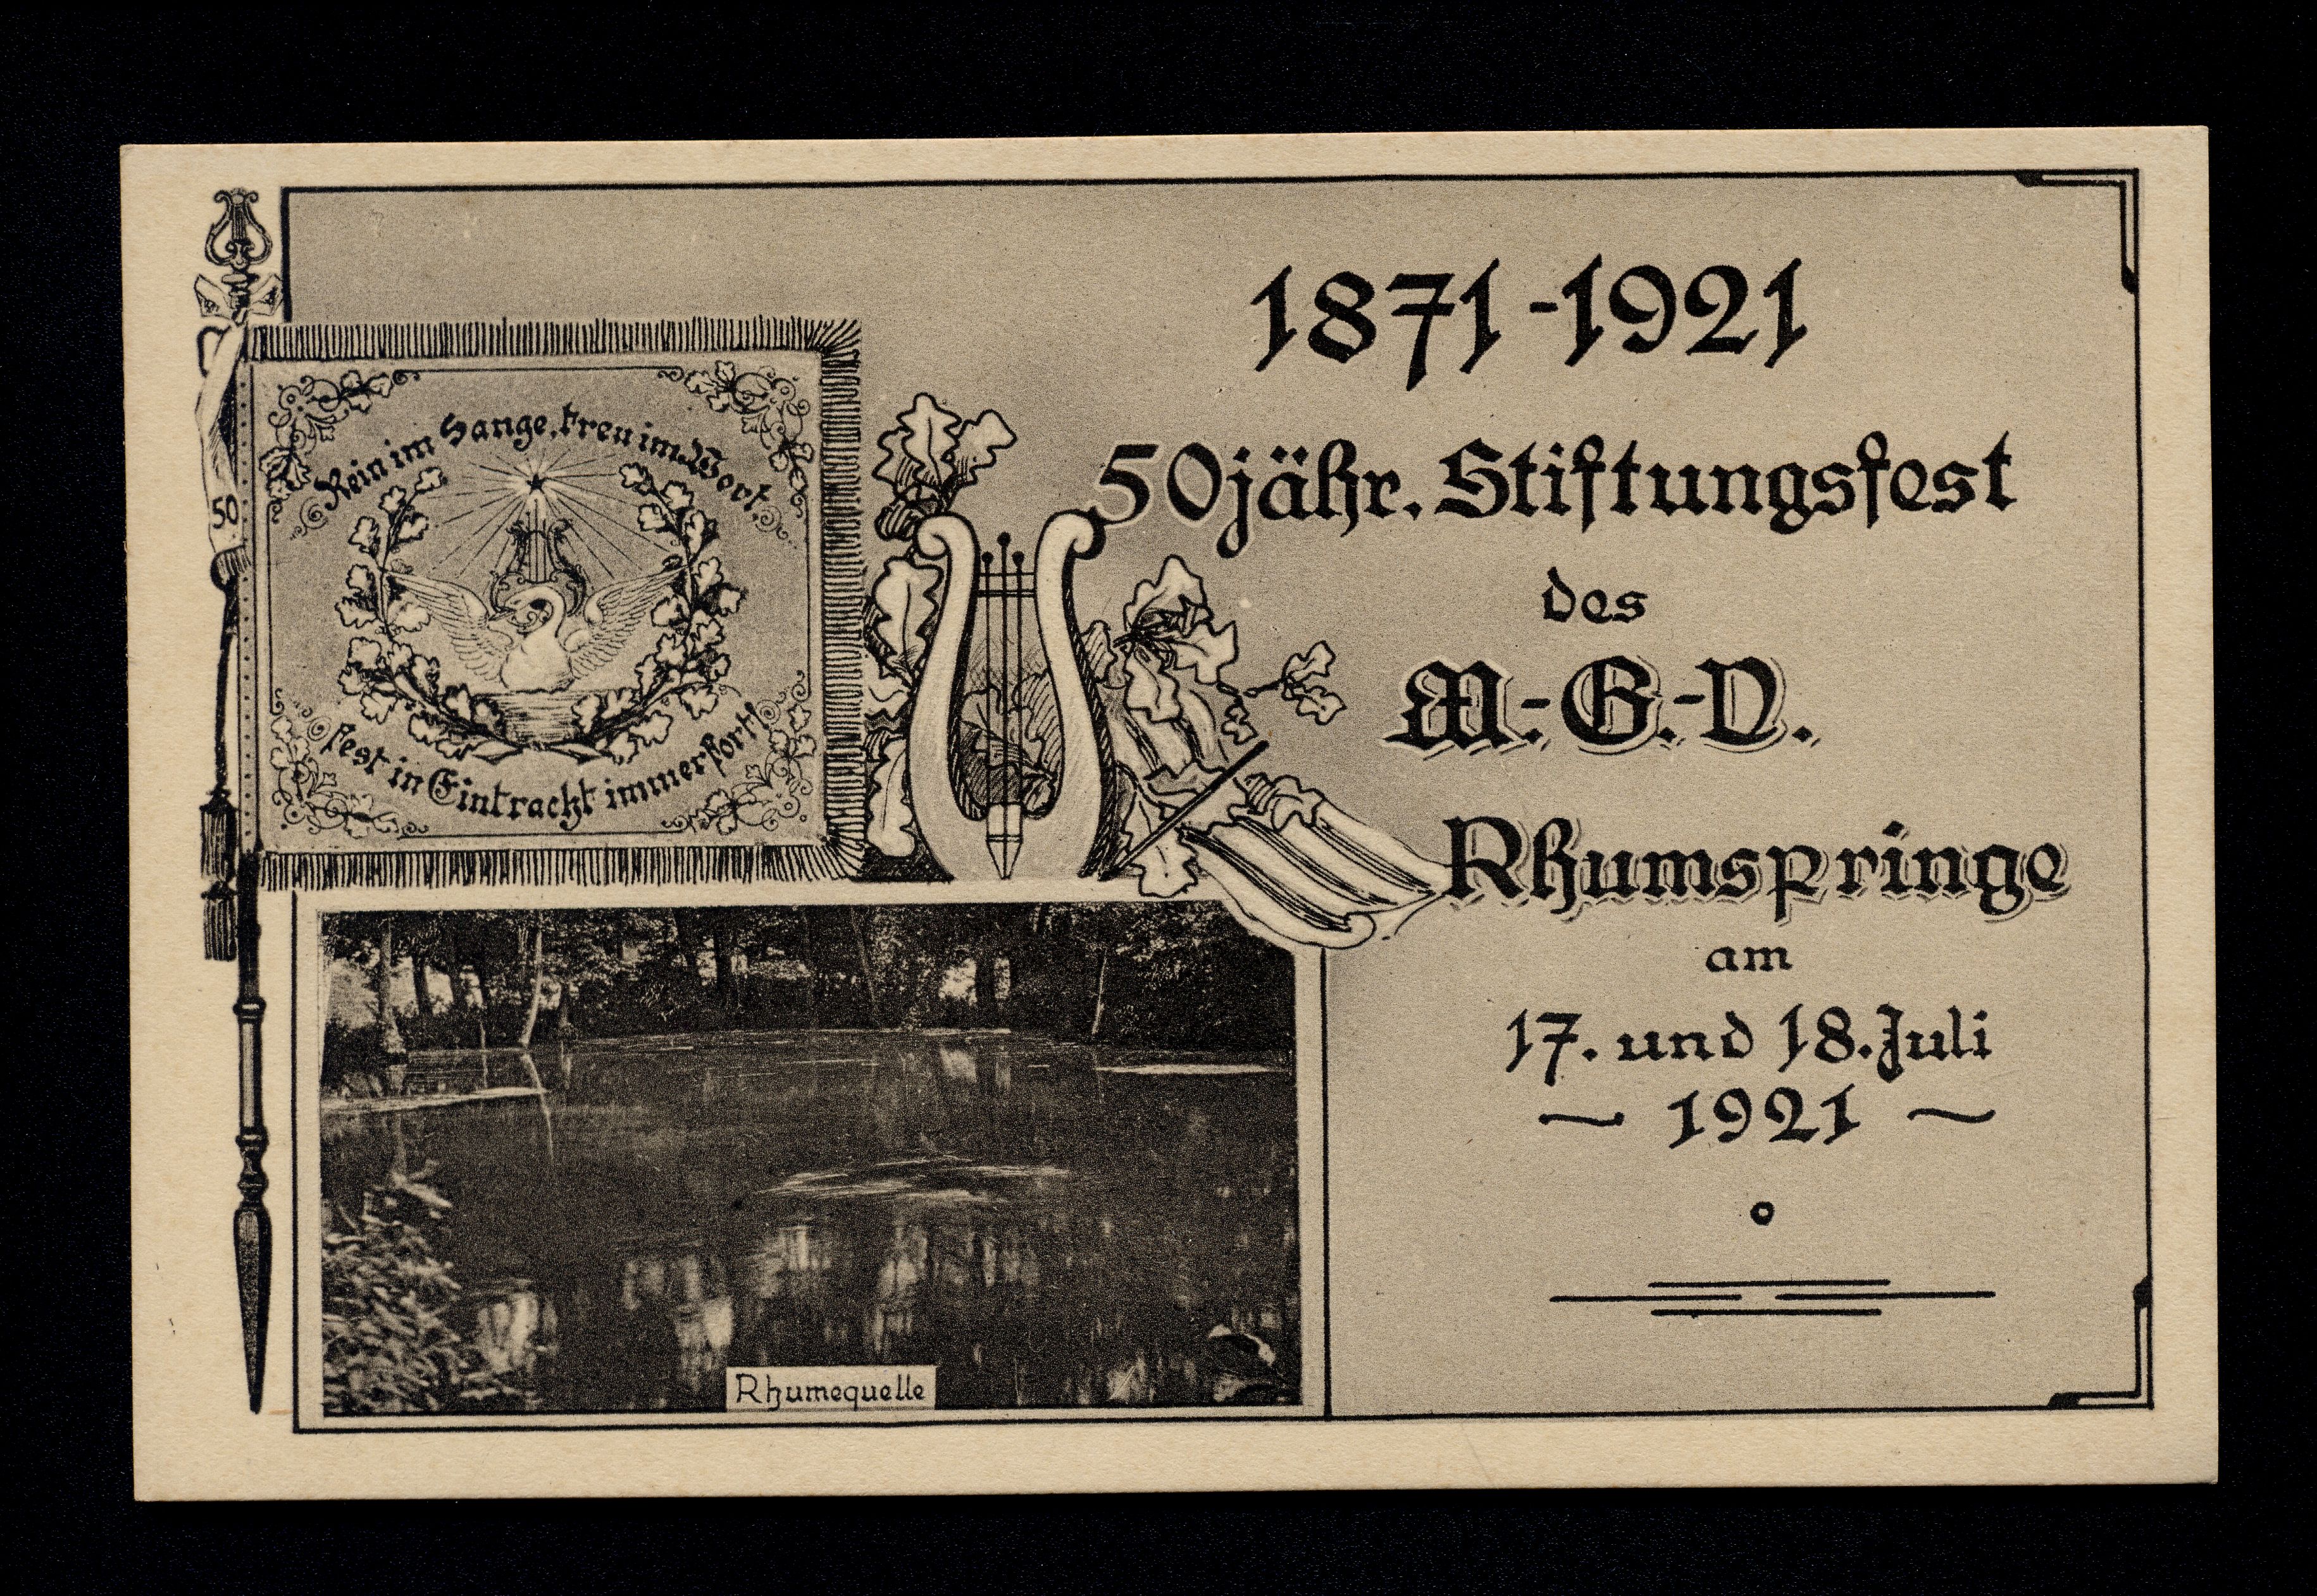 1871-1921
50jähr. Stiftungsfest
des
M.-G.-V.
Rhumspringe
am
17. und 18. Juli
~ 1921 ~
Rein im Sange, treu im Wort,
fest in Eintracht immerfort!
50
Rhumequelle